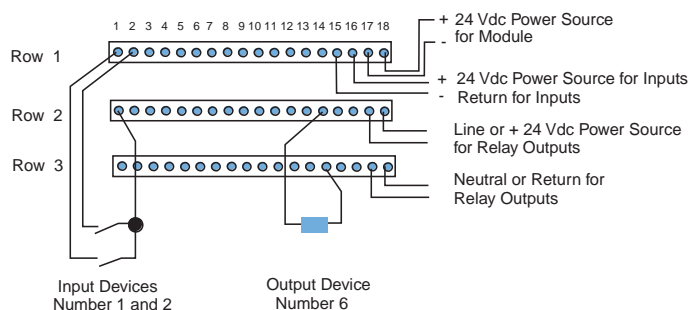 1 2 3 4 5 6 7 8 9 10 11 12 13 14 15 16 17 18
+ 24 Vdc Power Source
- for Module
Row 1
+ 24 Vdc Power Source for Inputs
- Return for Inputs
Row 2
Line or + 24 Vdc Power Source
for Relay Outputs
Row 3
Neutral or Return for
Relay Outputs
Input Devices
Number 1 and 2
Output Device
Number 6